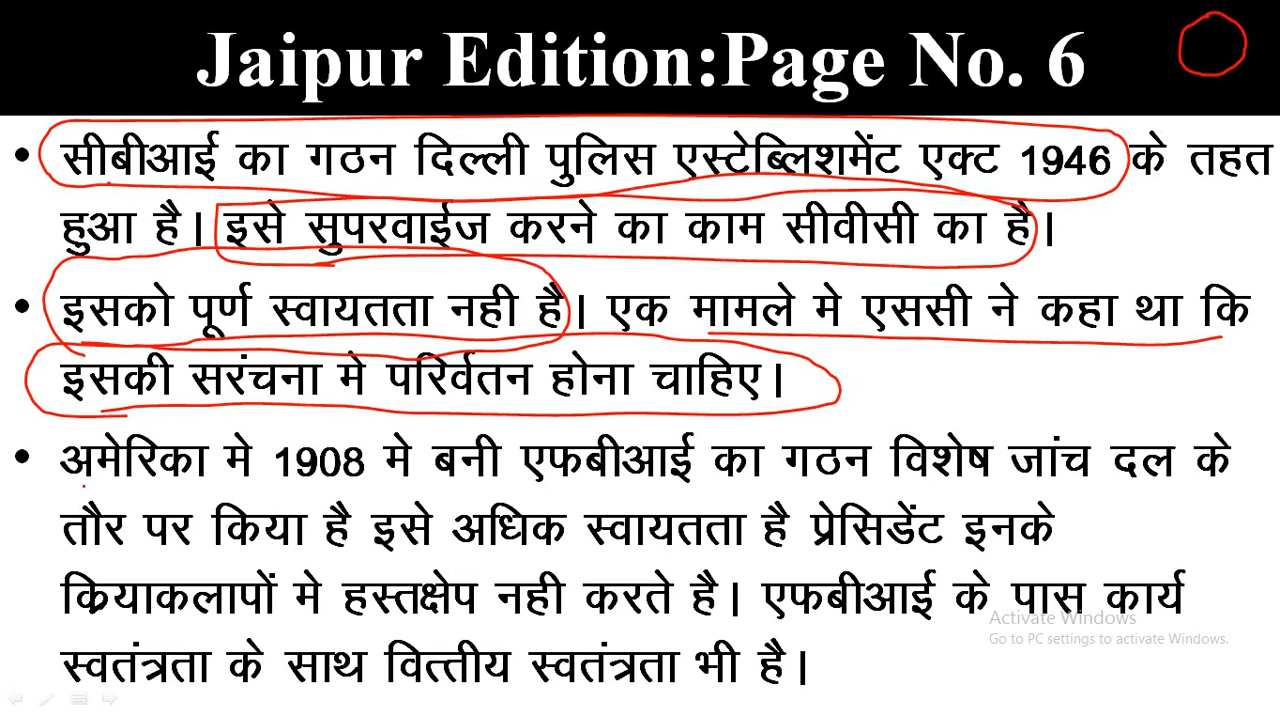 Jaipur Edition:Page No. 6
• सीबीआई का गठन दिल्ली पुलिस एस्टेब्लिशमेंट एक्ट 1946 के तहत
हुआ है। इसे सुपरवाईज करने का काम सीवीसी का है।
• इसको पूर्ण स्वायतता नही है। एक मामले मे एससी ने कहा था कि
इसकी सरंचना मे परिर्वतन होना चाहिए।
• अमेरिका मे 1908 मे बनी एफबीआई का गठन विशेष जांच दल के
तौर पर किया है इसे अधिक स्वायतता है प्रेसिडेंट इनके
क्रियाकलापों मे हस्तक्षेप नही करते है। एफबीआई के पास कार्य
स्वतंत्रता के साथ वित्तीय स्वतंत्रता भी है।
Activate Windows
Go to PC settings to activate Windows.